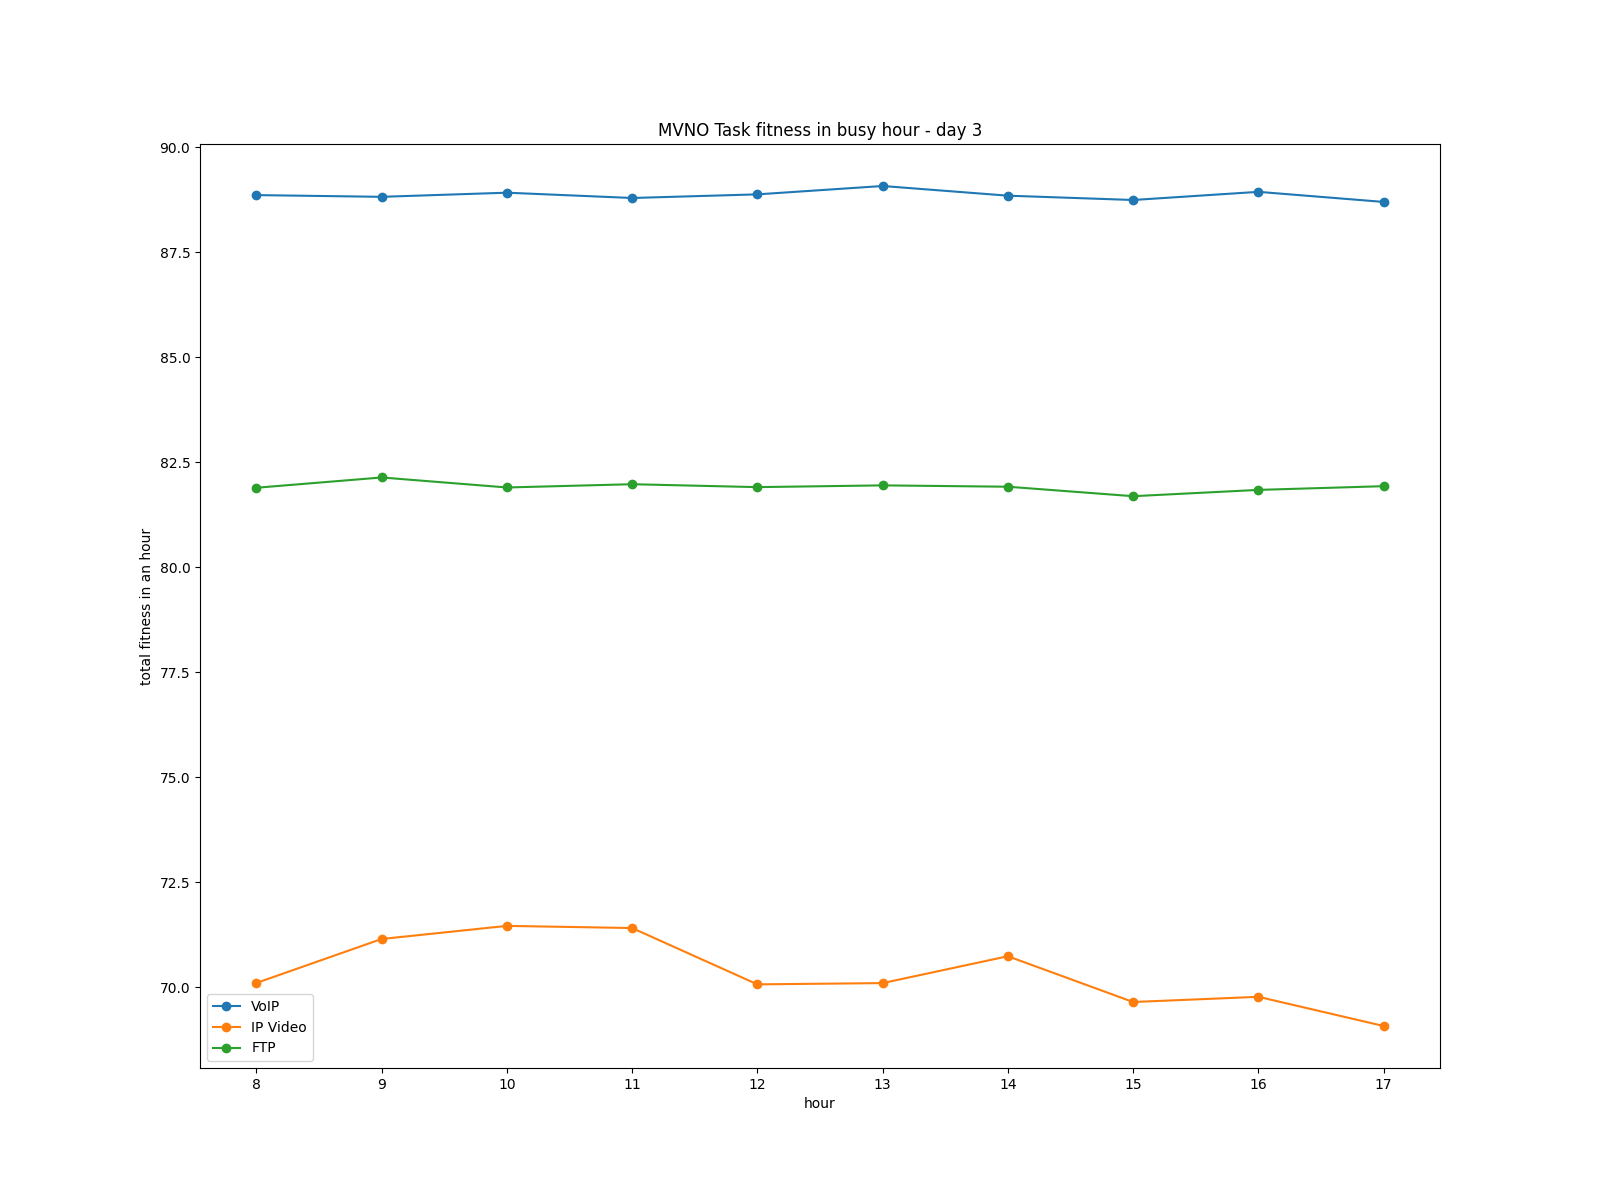 MVNO Task fitness in busy hour - day 3
90.0
87.5
85.0
82.5
80.0
77.5
75.0
72.5
70.0
total fitness in an hour
VoIP
IP Video
FTP
8 9 10 11 12 13 14 15 16 17
hour